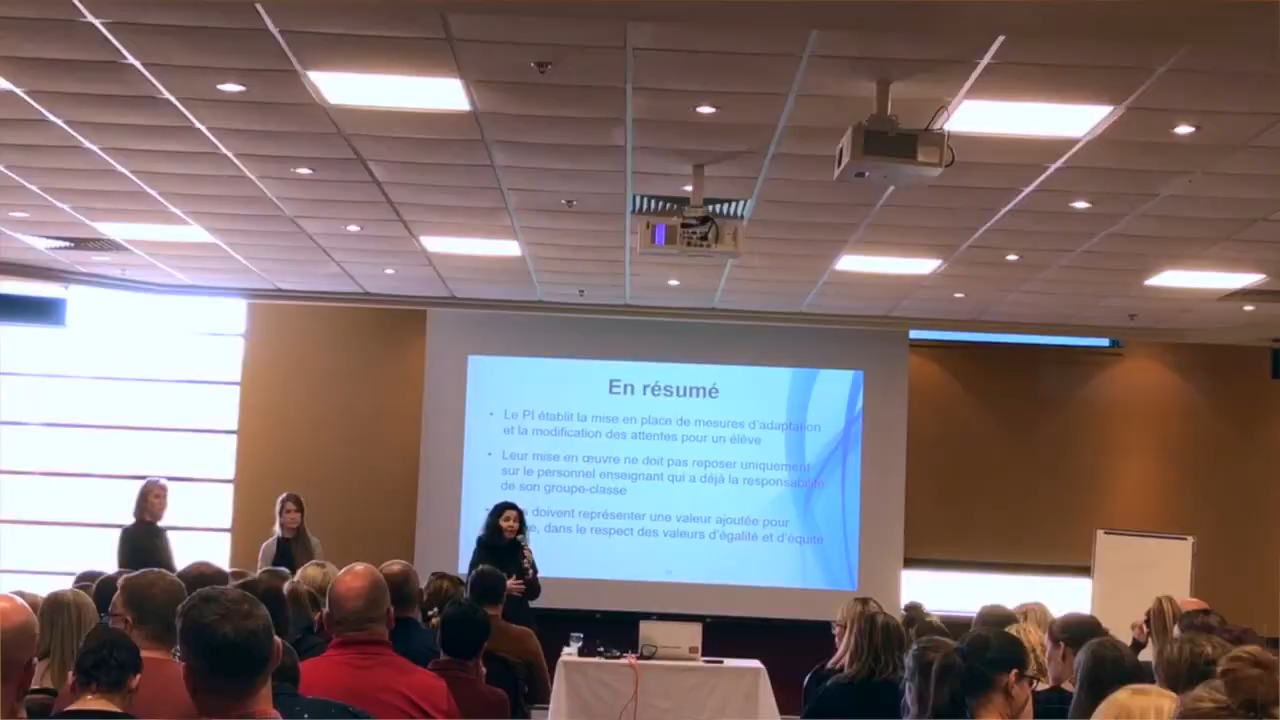 En résumé
• Le PI établit la mise en place de mesures d'adaptation
et la modification des attentes pour un élève
• Leur mise en œuvre ne doit pas reposer uniquement
sur le personnel enseignant qui a déjà la responsabilité
de son groupe-classe
• doivent représenter une valeur ajoutée pour
dans le respect des valeurs d'égalité et d'équité